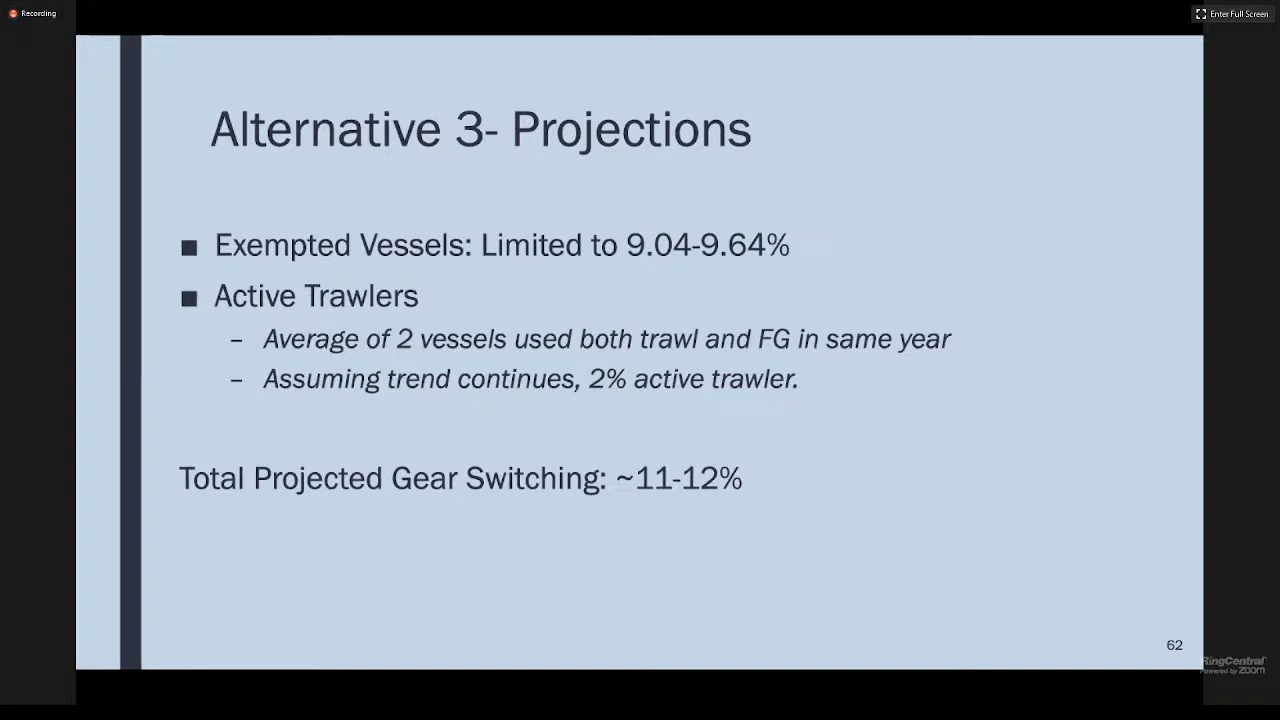 Recording
Enter Full Screen
Alternative 3- Projections
■ Exempted Vessels: Limited to 9.04-9.64%
■ Active Trawlers
– Average of 2 vessels used both trawl and FG in same year
– Assuming trend continues, 2% active trawler.
Total Projected Gear Switching: ~11-12%
62
RingCentral
Powered by zoom